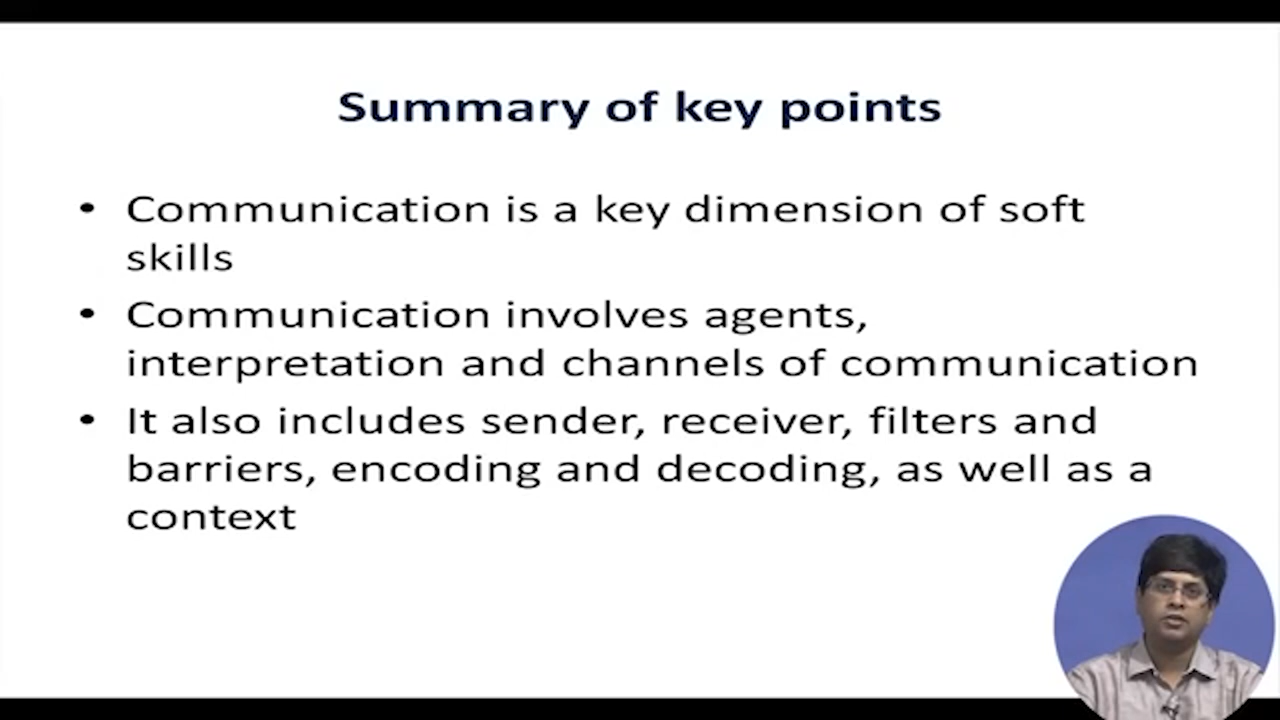 Summary of key points
• Communication is a key dimension of soft
skills
• Communication involves agents,
interpretation and channels of communication
• It also includes sender, receiver, filters and
barriers, encoding and decoding, as well as a
context